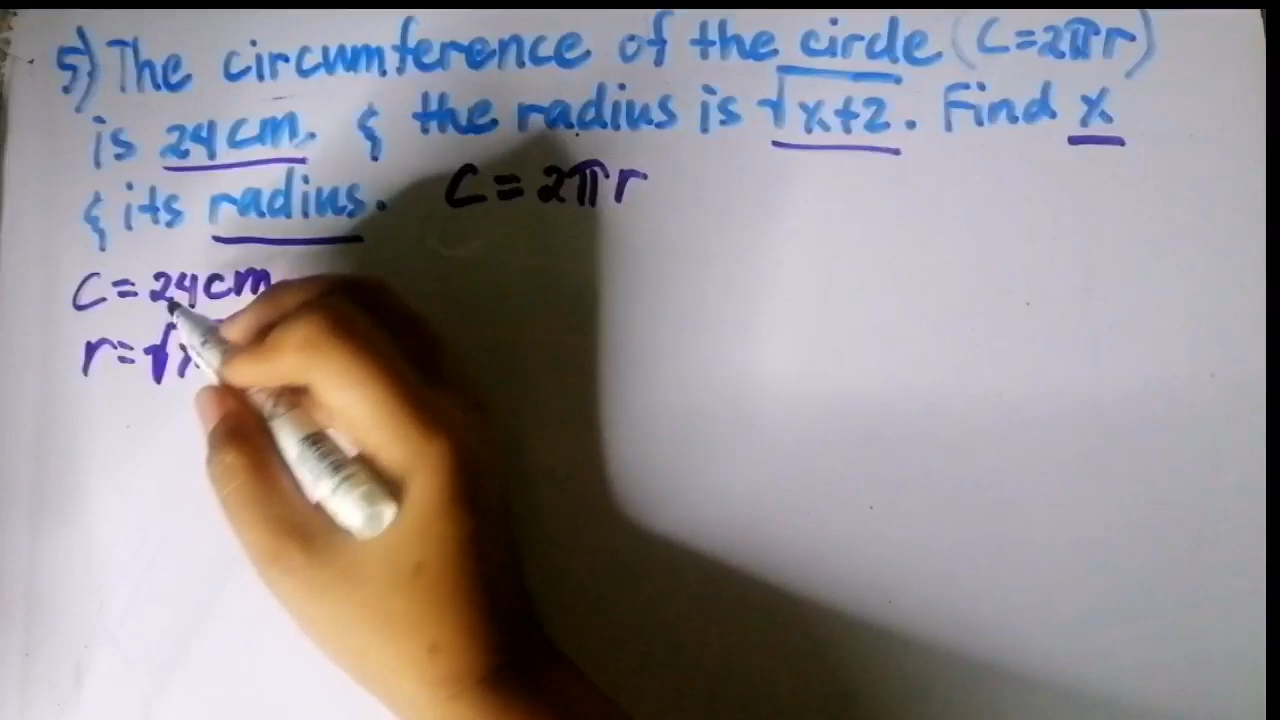 5) The circumference of the circle (C=2πr)
is 24cm. & the radius is √x+2. Find x
& its radius. C = 2πr
C = 24cm
r = √x